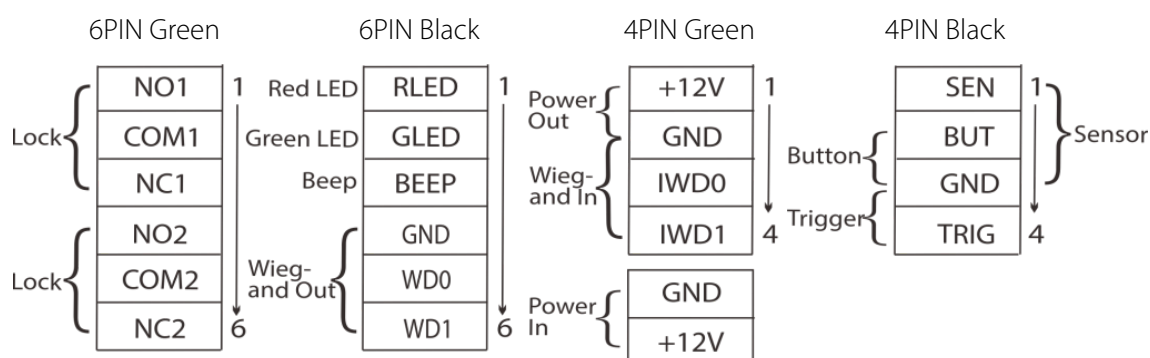 6PIN Green
6PIN Black
4PIN Green
4PIN Black
Lock
NO1
1
COM1
NC1
Lock
NO2
COM2
NC2
6
Red LED
RLED
1
Green LED
GLED
Beep
BEEP
Wieg-
and Out
GND
WD0
WD1
6
Power
Out
+12V
1
GND
Wieg-
and In
IWD0
IWD1
4
Power
In
GND
+12V
SEN
1
Sensor
Button
BUT
GND
Trigger
TRIG
4